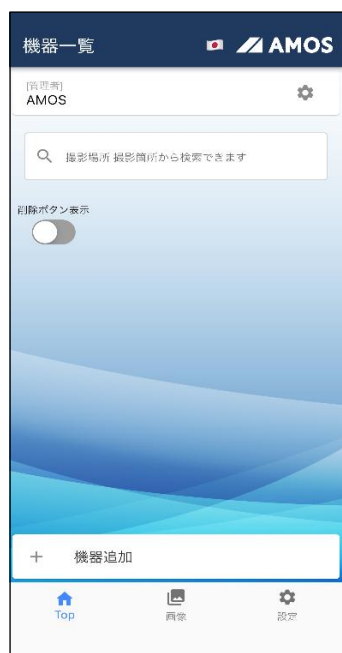 機器一覧
AMOS
[管理者]
AMOS
撮影場所 撮影箇所から検索できます
削除ボタン表示
機器追加
Top
画像
設定